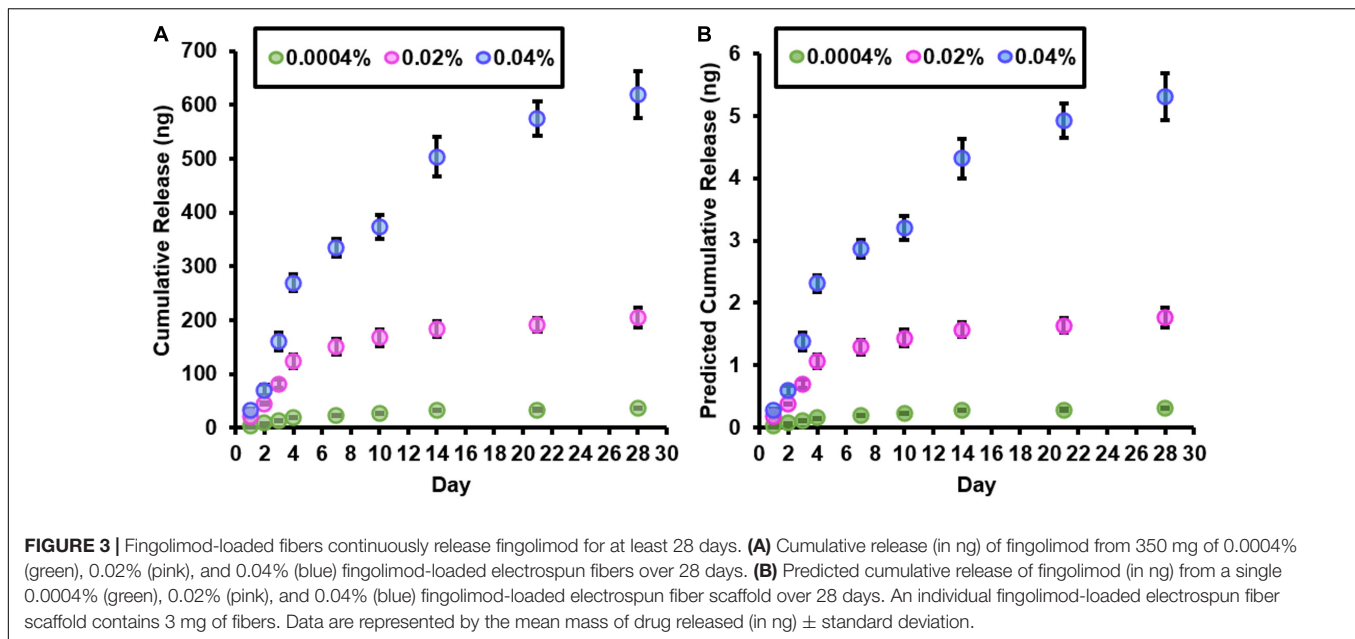 A
0.0004% 0.02% 0.04%
700
600
500
400
300
200
100
0
Cumulative Release (ng)
0 2 4 6 8 10 12 14 16 18 20 22 24 26 28 30
Day
B
0.0004% 0.02% 0.04%
6
5
4
3
2
1
0
Predicted Cumulative Release (ng)
0 2 4 6 8 10 12 14 16 18 20 22 24 26 28 30
Day
FIGURE 3 | Fingolimod-loaded fibers continuously release fingolimod for at least 28 days. (A) Cumulative release (in ng) of fingolimod from 350 mg of 0.0004%
(green), 0.02% (pink), and 0.04% (blue) fingolimod-loaded electrospun fibers over 28 days. (B) Predicted cumulative release of fingolimod (in ng) from a single
0.0004% (green), 0.02% (pink), and 0.04% (blue) fingolimod-loaded electrospun fiber scaffold over 28 days. An individual fingolimod-loaded electrospun fiber
scaffold contains 3 mg of fibers. Data are represented by the mean mass of drug released (in ng) ± standard deviation.